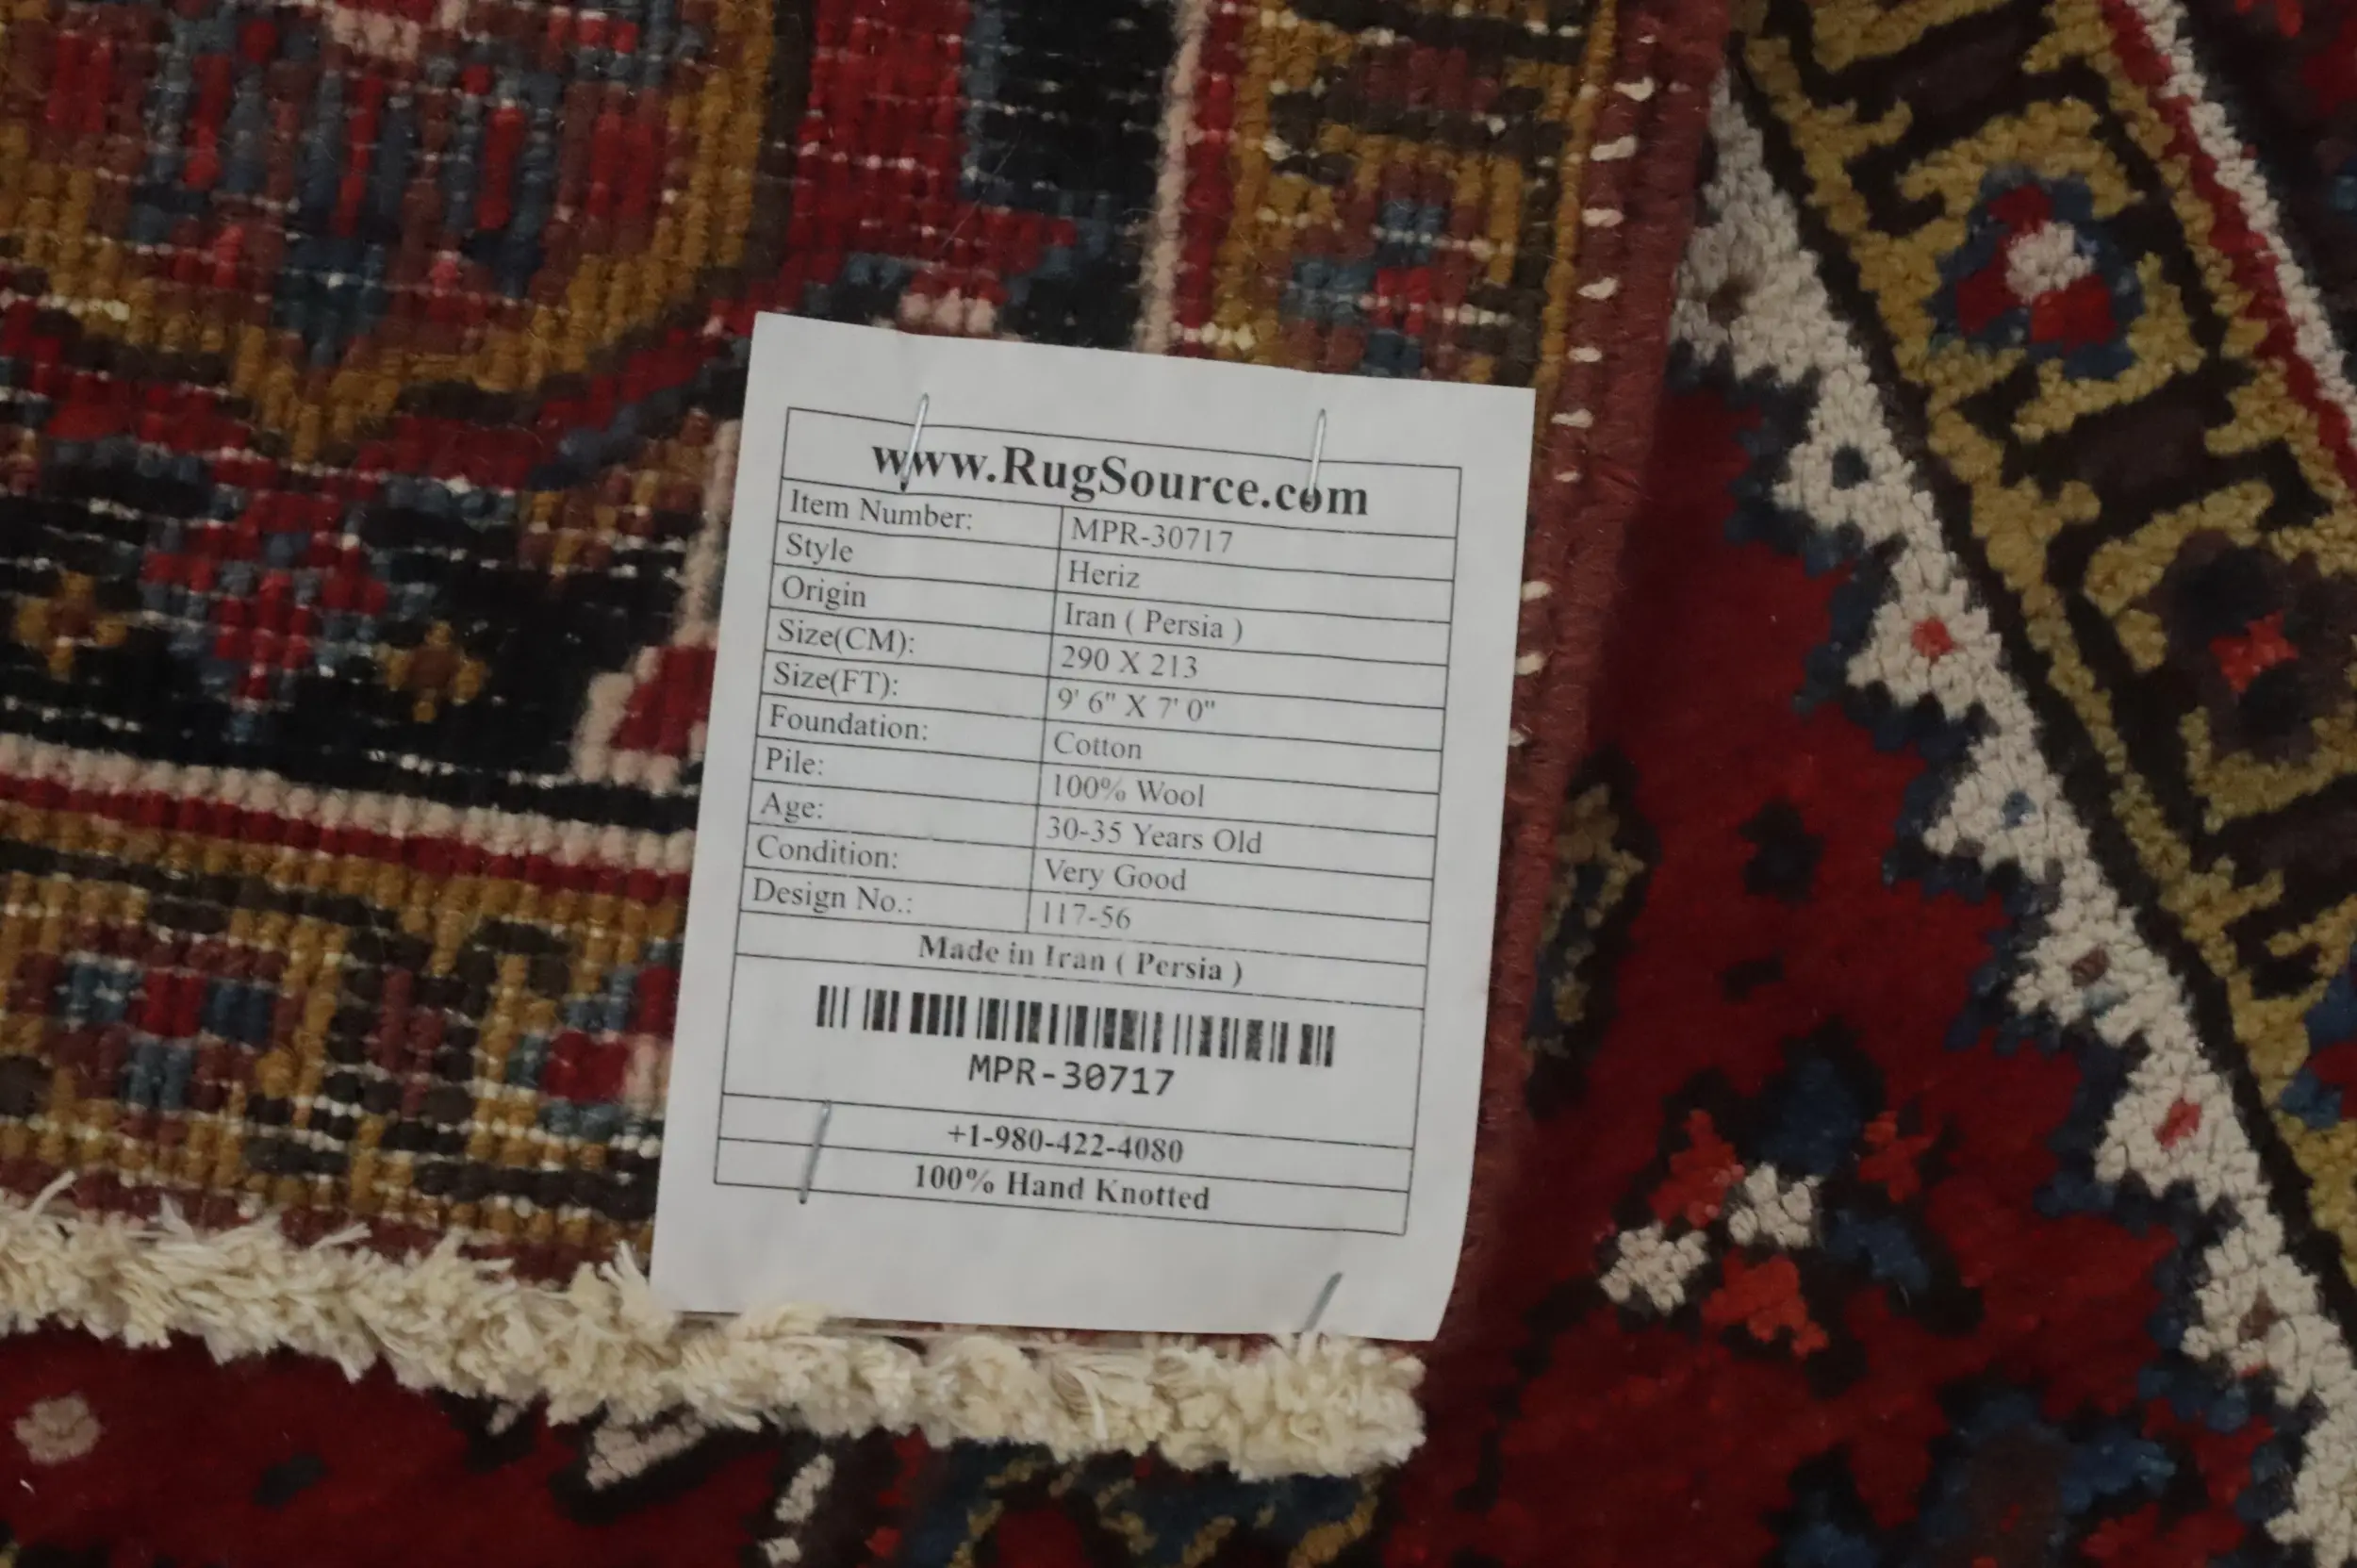 www.RugSource.com
Item Number: MPR-30717
Style Heriz
Origin Iran ( Persia )
Size(CM): 290 X 213
Size(FT): 9' 6" X 7' 0"
Foundation: Cotton
Pile: 100% Wool
Age: 30-35 Years Old
Condition: Very Good
Design No.: 117-56
Made in Iran ( Persia )
MPR-30717
+1-980-422-4080
100% Hand Knotted